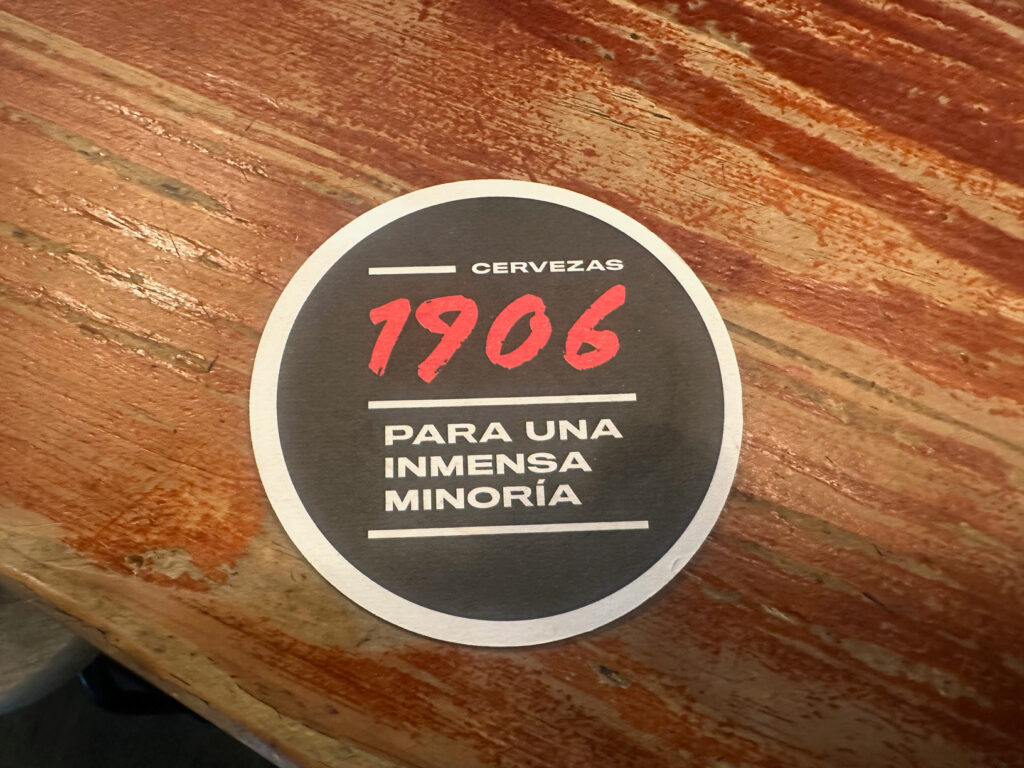 CERVEZAS
1906
PARA UNA
INMENSA
MINORÍA